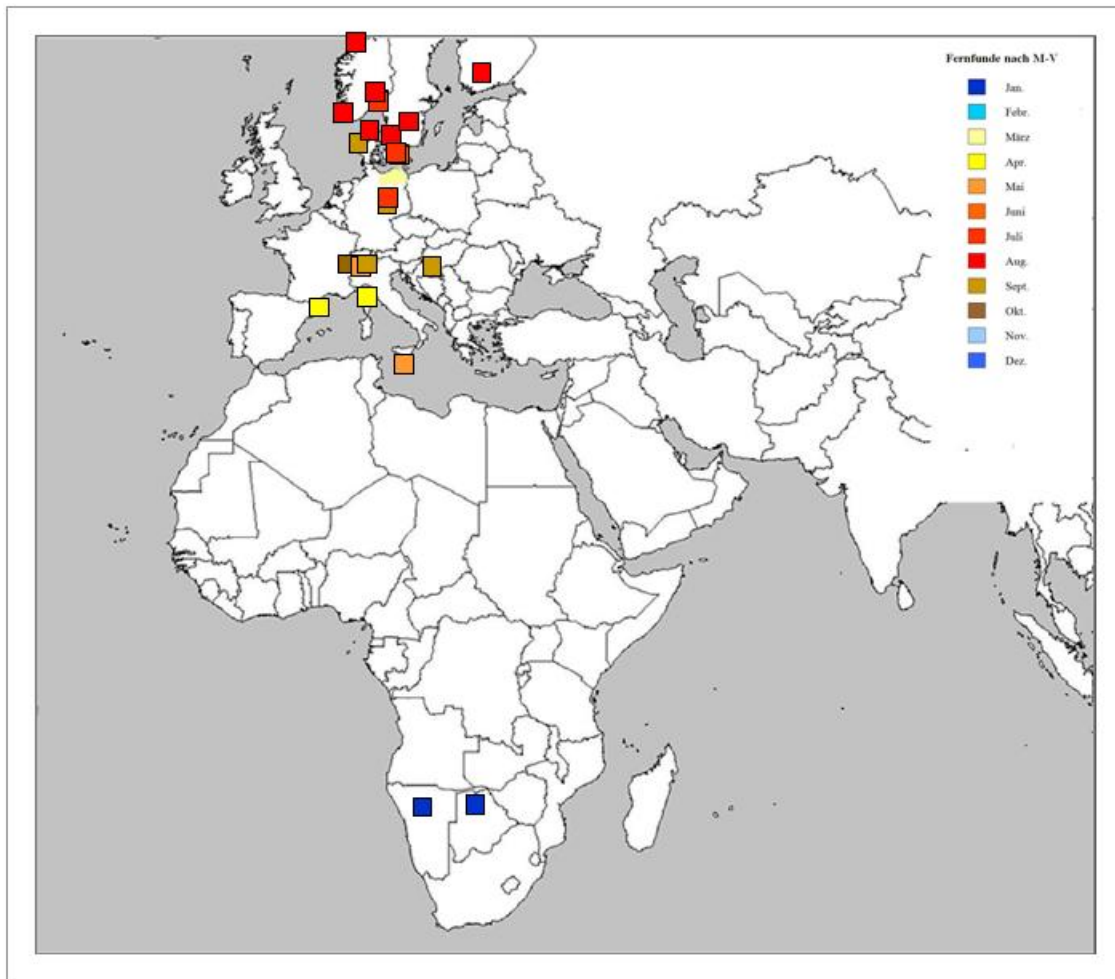 Fernfunde nach M-V
Jan.
Febr.
März
Apr.
Mai
Juni
Juli
Aug.
Sept.
Okt.
Nov.
Dez.